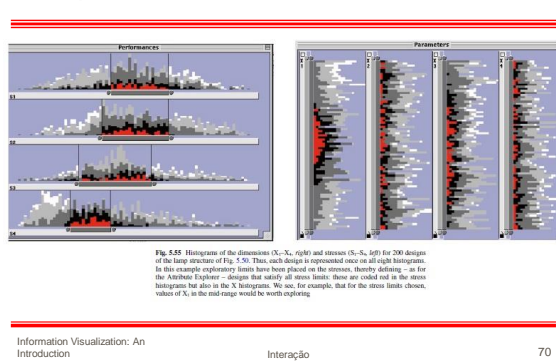 Performances
S1
S2
S3
S4
Parameters
Fig. 5.55 Histograms of the dimensions (X₁–X₄, right) and stresses (S₁–S₄, left) for 200 designs
of the lamp structure of Fig. 5.50. Thus, each design is represented once on all eight histograms.
In this example exploratory limits have been placed on the stresses, thereby defining – as for
the Attribute Explorer – designs that satisfy all stress limits: these are coded red in the stress
histograms but also in the X histograms. We see, for example, that for the stress limits chosen,
values of X₁ in the mid-range would be worth exploring
Information Visualization: An
Introduction
Interação
70